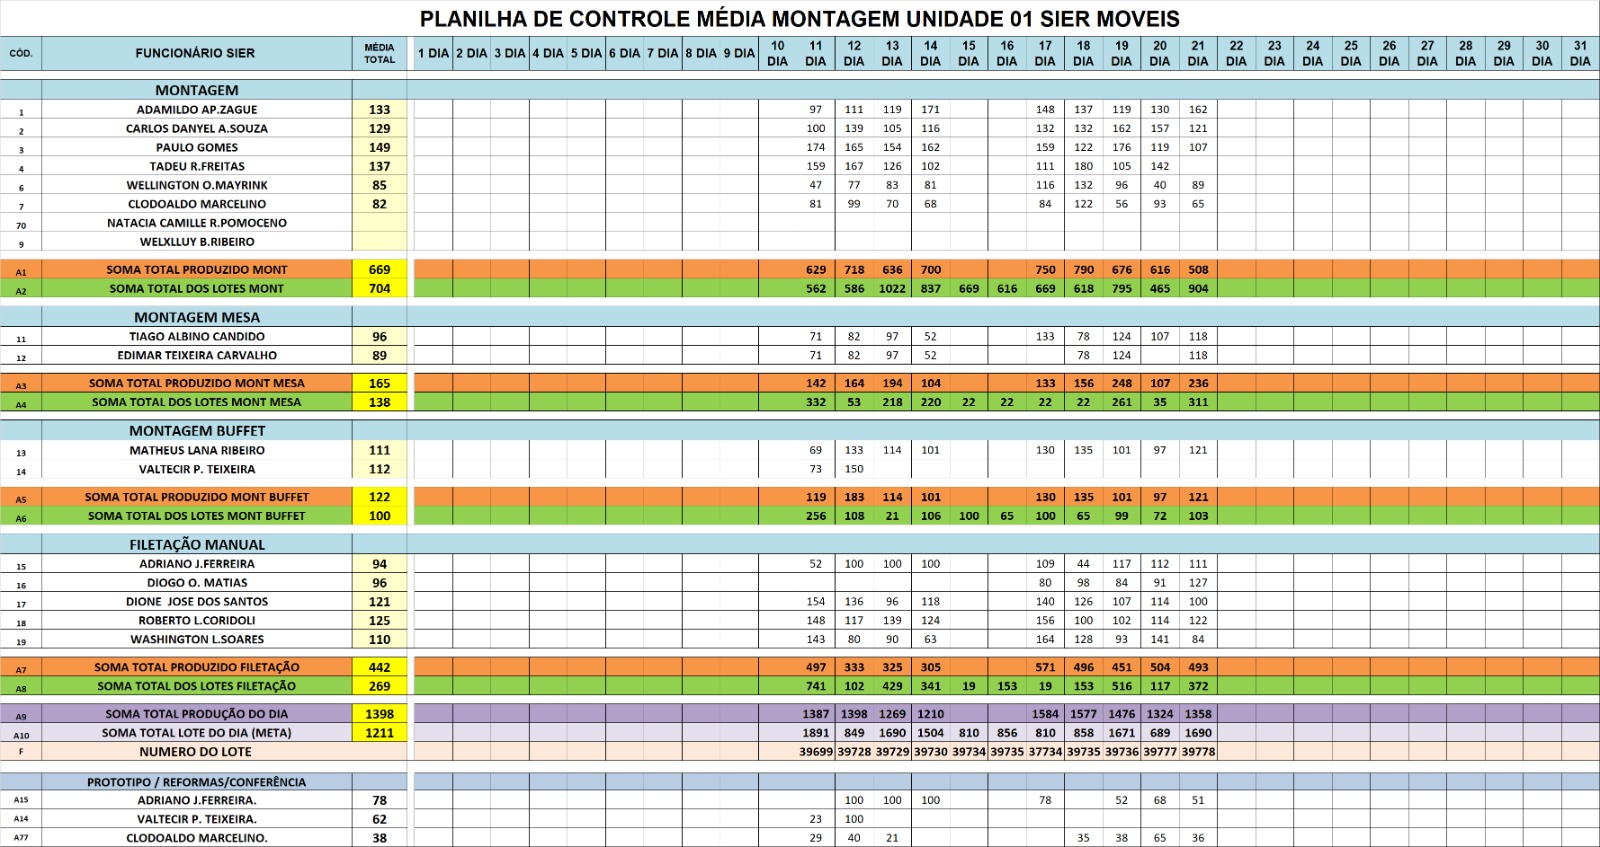 PLANILHA DE CONTROLE MÉDIA MONTAGEM UNIDADE 01 SIER MOVEIS
CÓD. FUNCIONÁRIO SIER MÉDIA TOTAL 1 DIA 2 DIA 3 DIA 4 DIA 5 DIA 6 DIA 7 DIA 8 DIA 9 DIA 10 DIA 11 DIA 12 DIA 13 DIA 14 DIA 15 DIA 16 DIA 17 DIA 18 DIA 19 DIA 20 DIA 21 DIA 22 DIA 23 DIA 24 DIA 25 DIA 26 DIA 27 DIA 28 DIA 29 DIA 30 DIA 31 DIA
MONTAGEM
1 ADAMILDO AP.ZAGUE 133 97 111 119 171 148 137 119 130 162
2 CARLOS DANYEL A.SOUZA 129 100 139 105 116 132 132 162 157 121
3 PAULO GOMES 149 174 165 154 162 159 122 176 119 107
4 TADEU R.FREITAS 137 159 167 126 102 111 180 105 142
6 WELLINGTON O.MAYRINK 85 47 77 83 81 116 132 96 40 89
7 CLODOALDO MARCELINO 82 81 99 70 68 84 122 56 93 65
70 NATACIA CAMILLE R.POMOCENO
9 WELXLLUY B.RIBEIRO
A1 SOMA TOTAL PRODUZIDO MONT 669 629 718 636 700 750 790 676 616 508
A2 SOMA TOTAL DOS LOTES MONT 704 562 586 1022 837 669 616 669 618 795 465 904
MONTAGEM MESA
11 TIAGO ALBINO CANDIDO 96 71 82 97 52 133 78 124 107 118
12 EDIMAR TEIXEIRA CARVALHO 89 71 82 97 52 78 124 118
A3 SOMA TOTAL PRODUZIDO MONT MESA 165 142 164 194 104 133 156 248 107 236
A4 SOMA TOTAL DOS LOTES MONT MESA 138 332 53 218 220 22 22 22 22 261 35 311
MONTAGEM BUFFET
13 MATHEUS LANA RIBEIRO 111 69 133 114 101 130 135 101 97 121
14 VALTECIR P. TEIXEIRA 112 73 150
A5 SOMA TOTAL PRODUZIDO MONT BUFFET 122 119 183 114 101 130 135 101 97 121
A6 SOMA TOTAL DOS LOTES MONT BUFFET 100 256 108 21 106 100 65 100 65 99 72 103
FILETAÇÃO MANUAL
15 ADRIANO J.FERREIRA 94 52 100 100 100 109 44 117 112 111
16 DIOGO O. MATIAS 96 80 98 84 91 127
17 DIONE JOSE DOS SANTOS 121 154 136 96 118 140 126 107 114 100
18 ROBERTO L.CORIDOLI 125 148 117 139 124 156 100 102 114 122
19 WASHINGTON L.SOARES 110 143 80 90 63 164 128 93 141 84
A7 SOMA TOTAL PRODUZIDO FILETAÇÃO 442 497 333 325 305 571 496 451 504 493
A8 SOMA TOTAL DOS LOTES FILETAÇÃO 269 741 102 429 341 19 153 19 153 516 117 372
A9 SOMA TOTAL PRODUÇÃO DO DIA 1398 1387 1398 1269 1210 1584 1577 1476 1324 1358
A10 SOMA TOTAL LOTE DO DIA (META) 1211 1891 849 1690 1504 810 856 810 858 1671 689 1690
F NUMERO DO LOTE 39699 39728 39729 39730 39734 39735 37734 39735 39736 39777 39778
PROTOTIPO / REFORMAS/CONFERÊNCIA
A15 ADRIANO J.FERREIRA. 78 100 100 100 78 52 68 51
A14 VALTECIR P. TEIXEIRA. 62 23 100
A77 CLODOALDO MARCELINO. 38 29 40 21 35 38 65 36